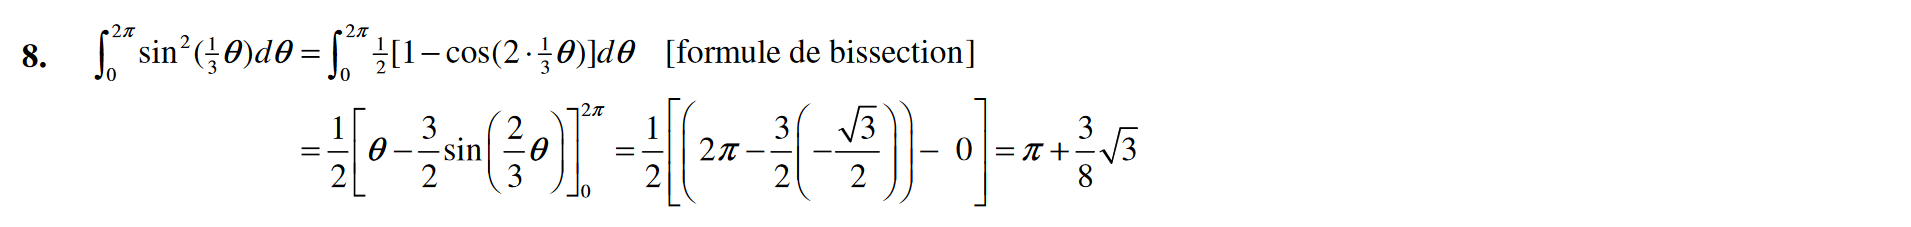 8. ∫₀^{2π} sin²(⅓θ)dθ = ∫₀^{2π} ½[1 − cos(2·⅓θ)]dθ [formule de bissection]
= 1/2 [θ − 3/2 sin(2/3 θ)]₀^{2π} = 1/2 [(2π − 3/2 (−√3/2)) − 0] = π + 3/8 √3